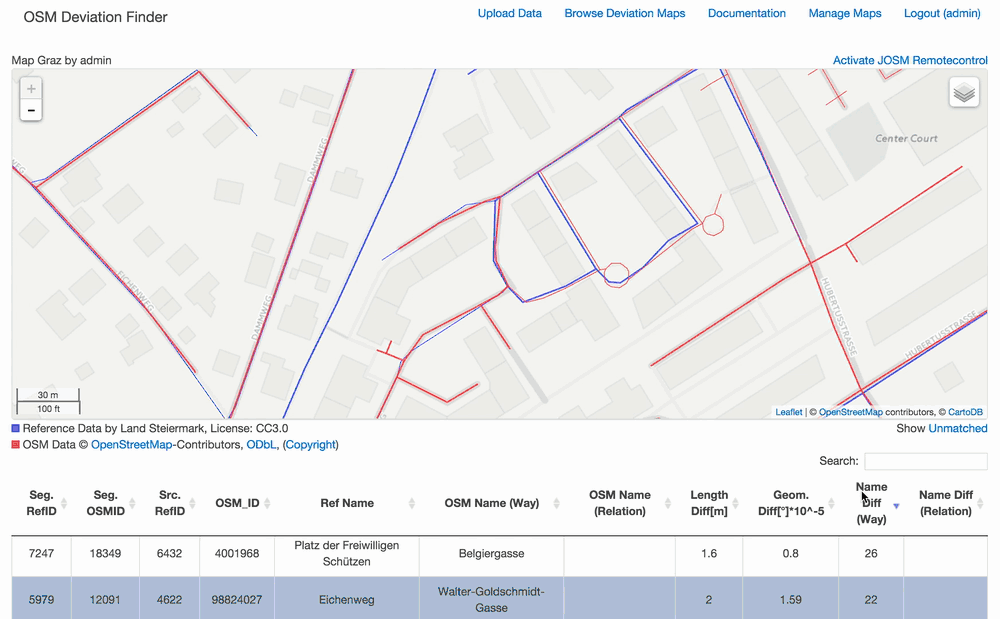 OSM Deviation Finder
Upload Data Browse Deviation Maps Documentation Manage Maps Logout (admin)
Map Graz by admin
Activate JOSM Remotecontrol
+
-
WEG
DAMMWEG
Center Court
EICHENWEG
DAMMWEG
HUBERTUSSTRASSE
HUBERTUSSTRASSE
30 m
100 ft
Leaflet | © OpenStreetMap contributors, © CartoDB
Reference Data by Land Steiermark, License: CC3.0
Show Unmatched
OSM Data © OpenStreetMap-Contributors, ODbL, (Copyright)
Search:
Seg. RefID Seg. OSMID Src. RefID OSM_ID Ref Name OSM Name (Way) OSM Name (Relation) Length Diff[m] Geom. Diff[°]*10^-5 Name Diff (Way) Name Diff (Relation)
7247 18349 6432 4001968 Platz der Freiwilligen Schützen Belgiergasse 1.6 0.8 26
5979 12091 4622 98824027 Eichenweg Walter-Goldschmidt-Gasse 2 1.59 22